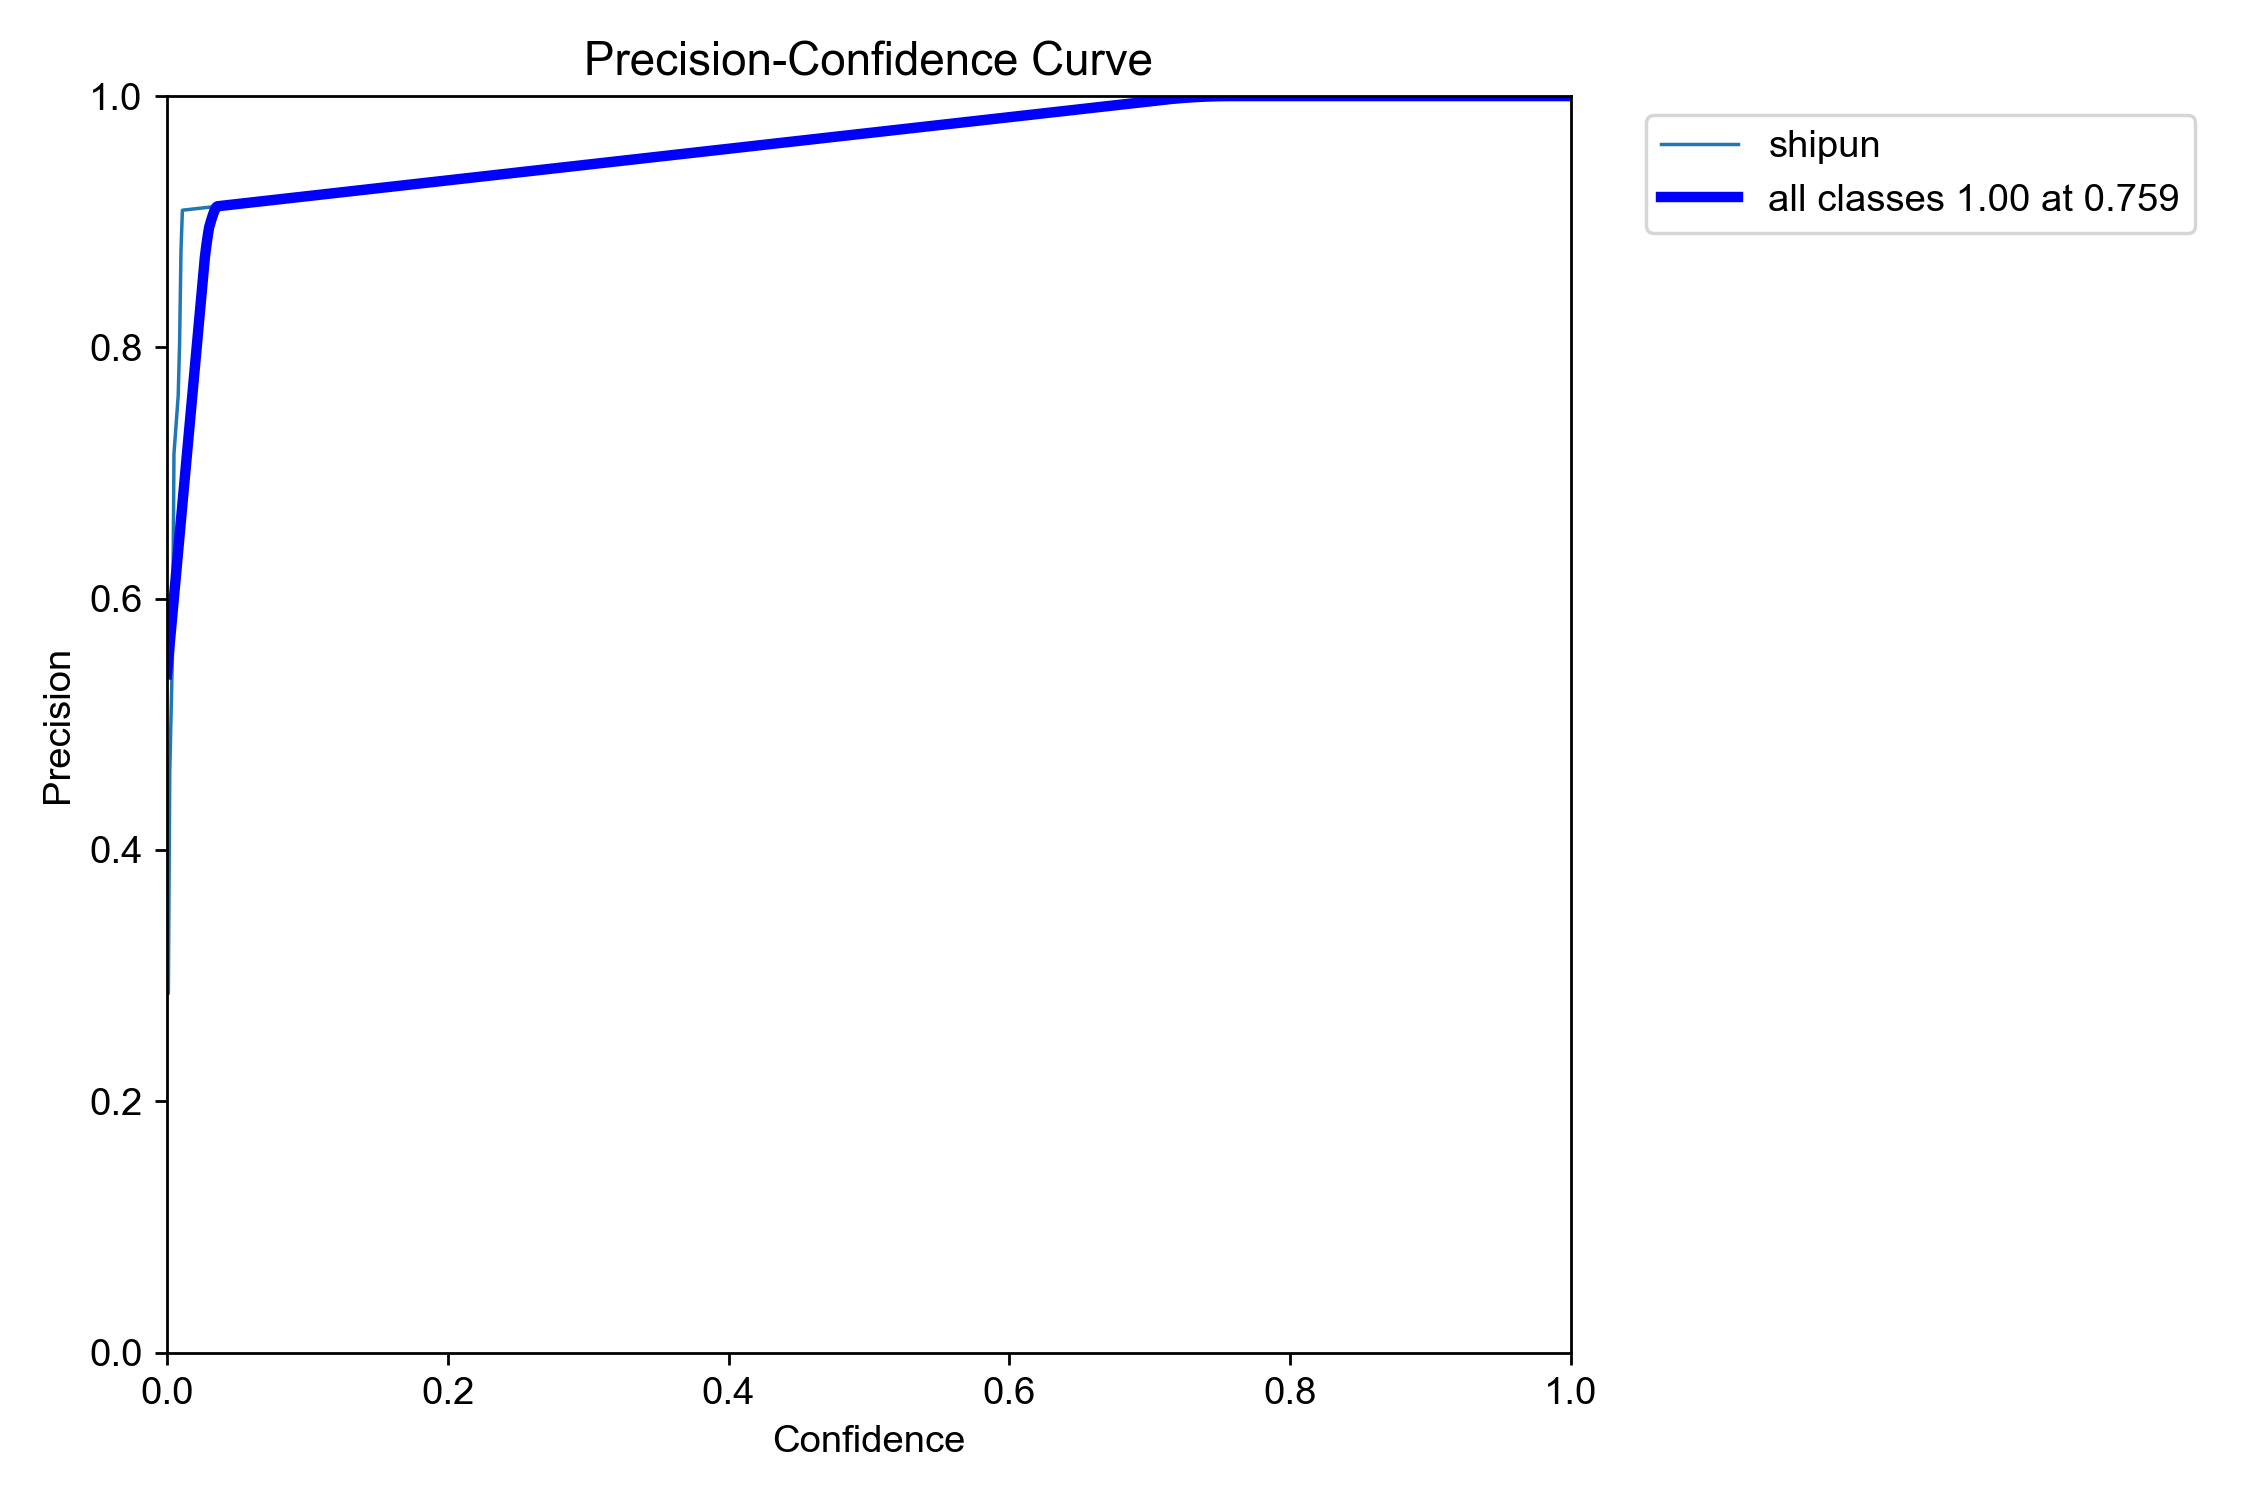 Precision-Confidence Curve
1.0
0.8
0.6
0.4
0.2
0.0
Precision
0.0 0.2 0.4 0.6 0.8 1.0
Confidence
shipun
all classes 1.00 at 0.759